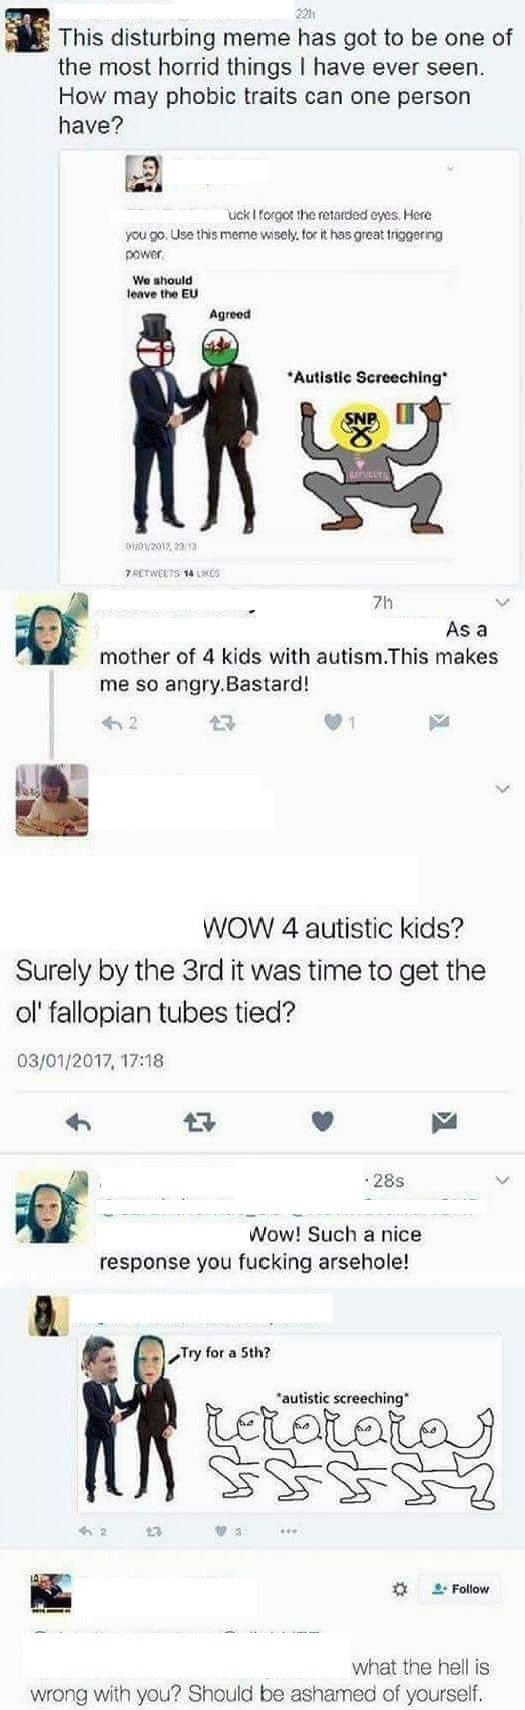 22h
This disturbing meme has got to be one of
the most horrid things I have ever seen.
How may phobic traits can one person
have?
uck I forgot the retarded eyes. Here
you go. Use this meme wisely, for it has great triggering
power.
We should
leave the EU
Agreed
*Autistic Screeching*
SNP
01/01/2017, 23:13
7 RETWEETS 14 LIKES
7h
As a
mother of 4 kids with autism.This makes
me so angry.Bastard!
2
1
WOW 4 autistic kids?
Surely by the 3rd it was time to get the
ol' fallopian tubes tied?
03/01/2017, 17:18
· 28s
Wow! Such a nice
response you fucking arsehole!
Try for a 5th?
*autistic screeching*
2
3
Follow
what the hell is
wrong with you? Should be ashamed of yourself.